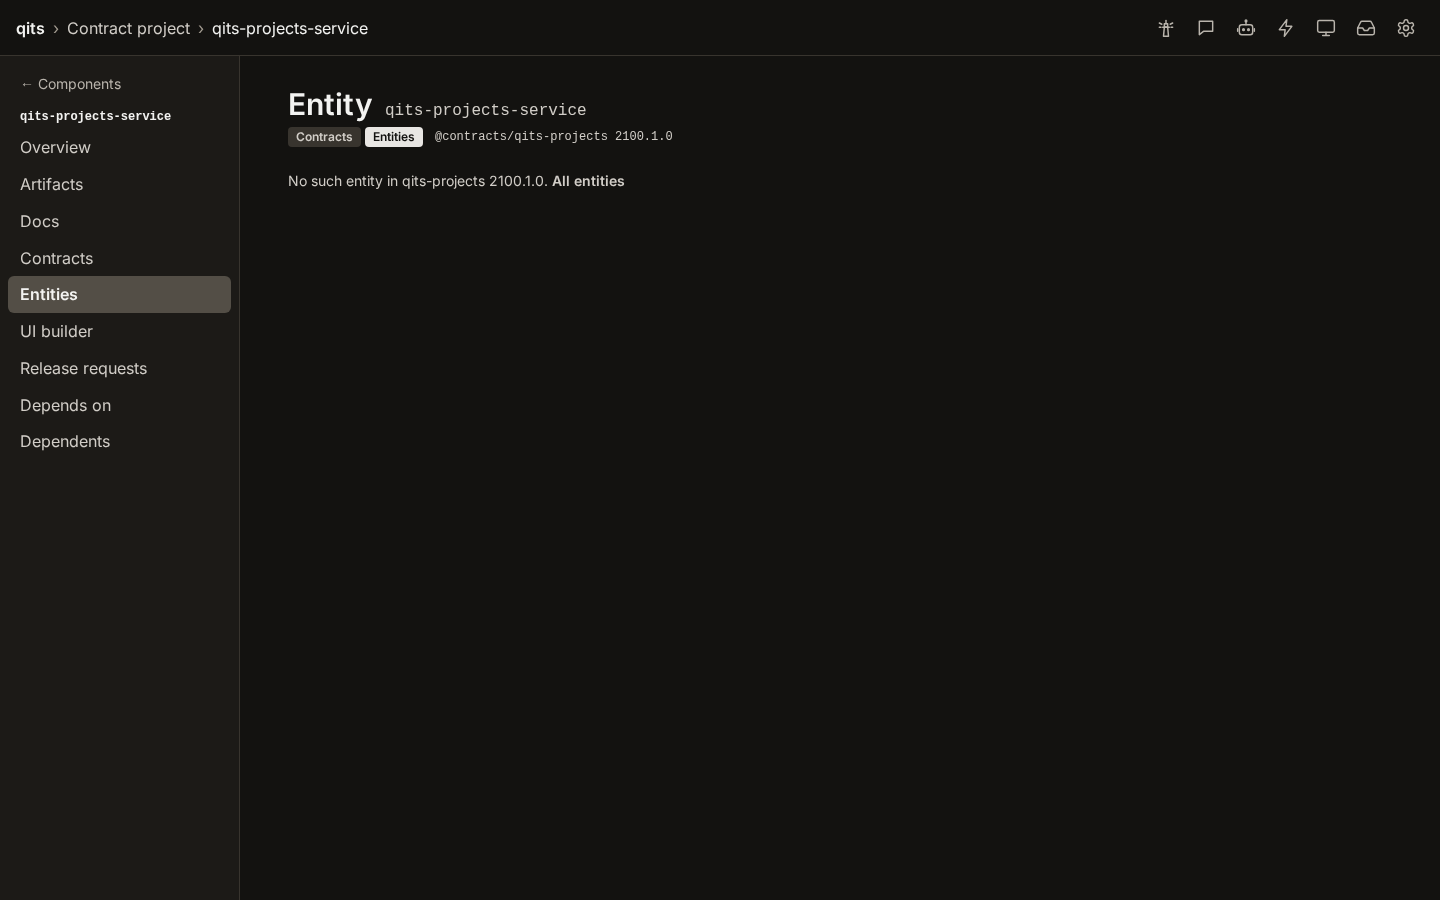 qits › Contract project › qits-projects-service
← Components
qits-projects-service
Overview
Artifacts
Docs
Contracts
Entities
UI builder
Release requests
Depends on
Dependents
Entity qits-projects-service
Contracts Entities @contracts/qits-projects 2100.1.0
No such entity in qits-projects 2100.1.0. All entities